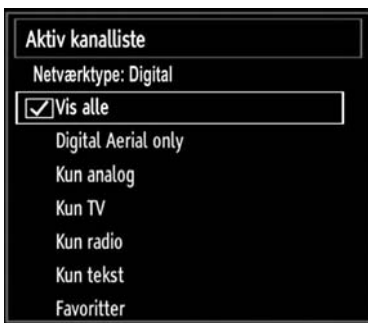 Aktiv kanalliste
Netværktype: Digital
Vis alle
Digital Aerial only
Kun analog
Kun TV
Kun radio
Kun tekst
Favoritter